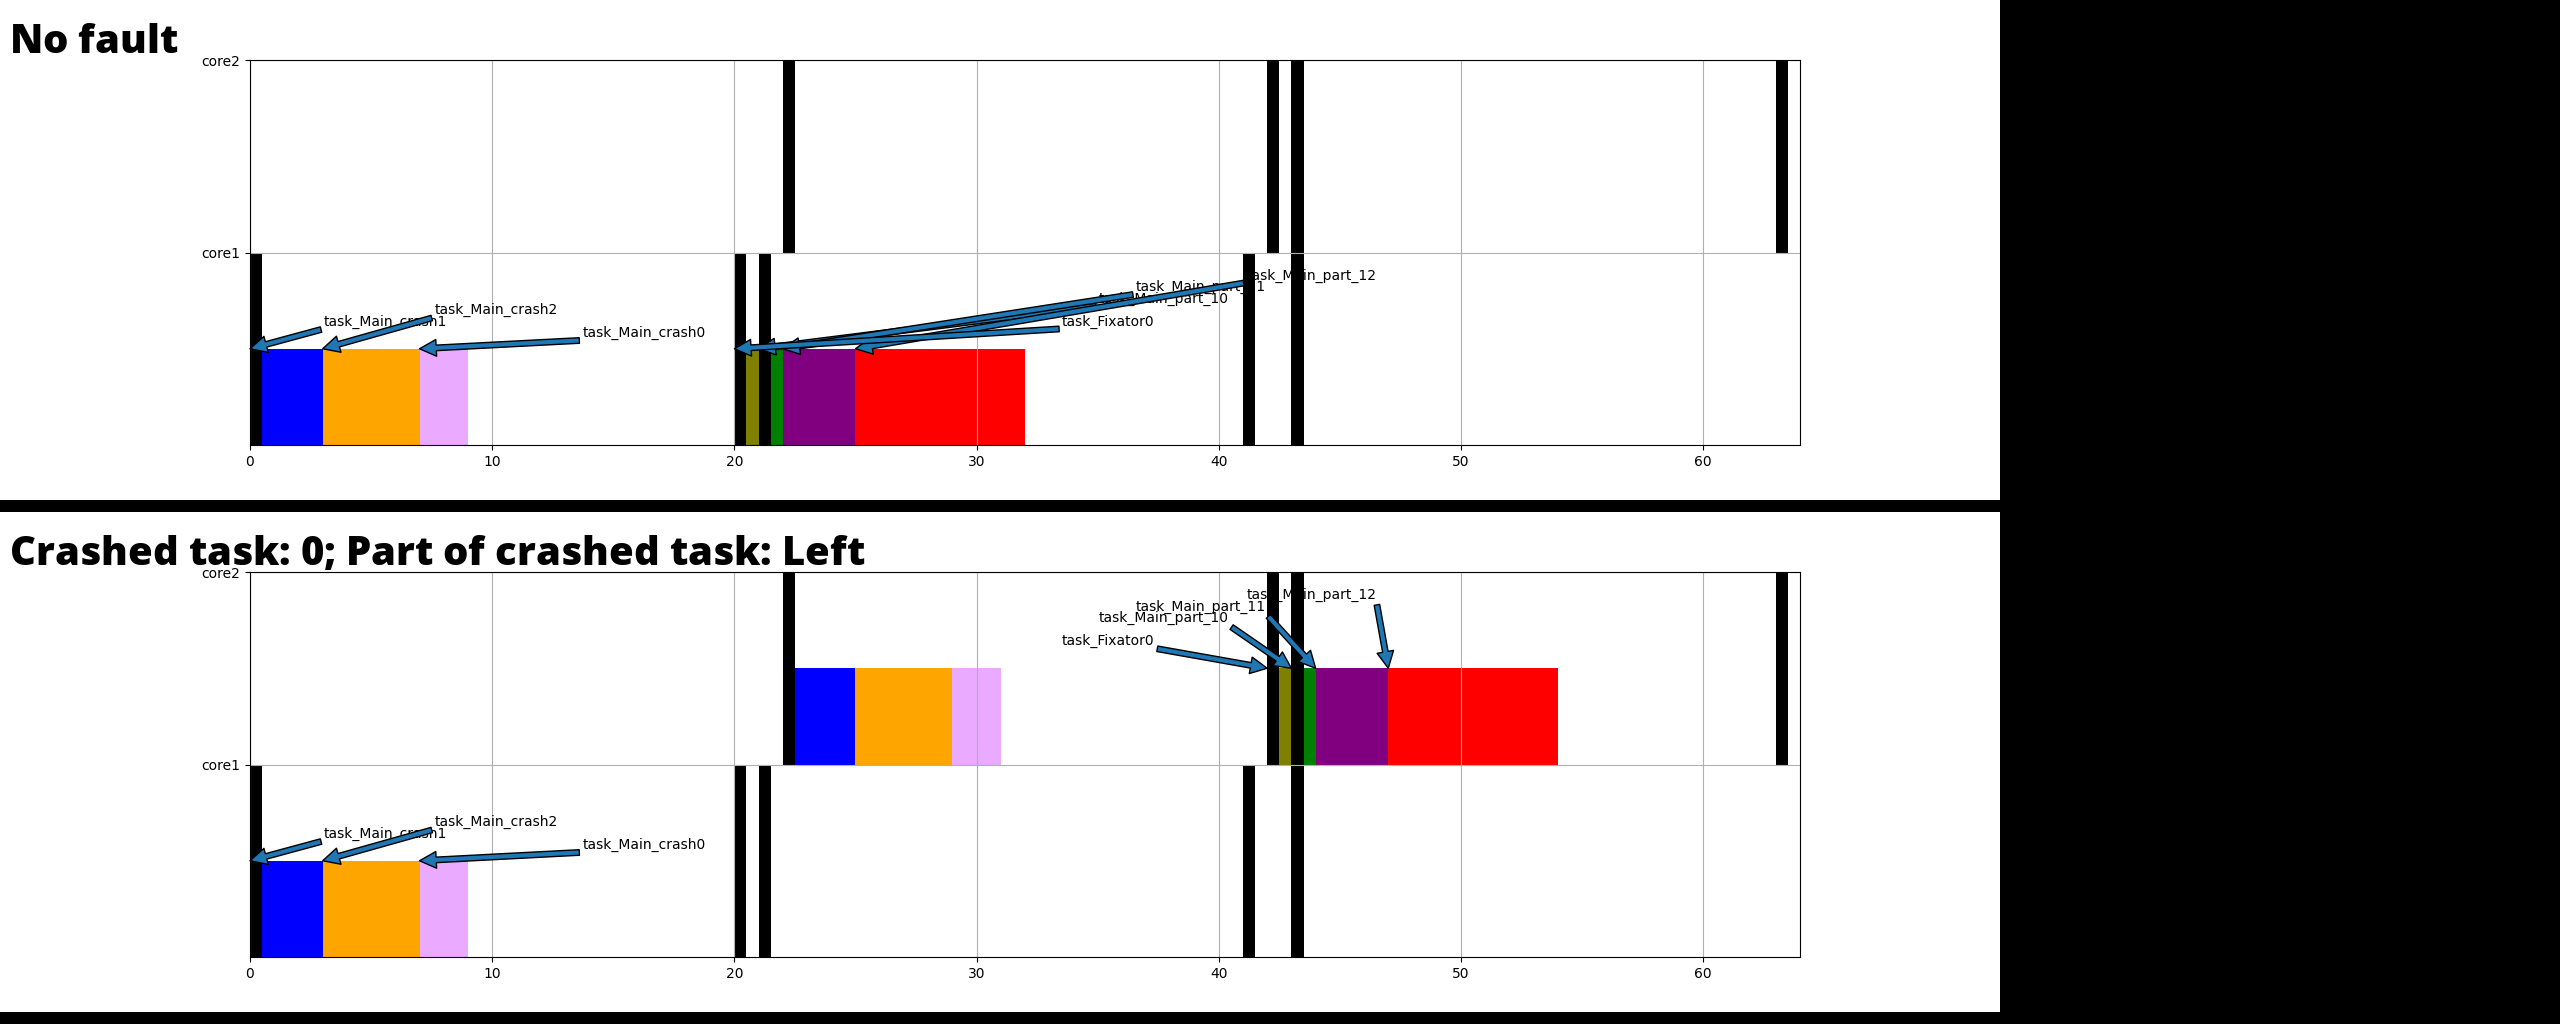 No fault
core2
core1
task_Main_part_12
task_Main_part_11
task_Main_part_10
task_Main_crash2
task_Main_crash1
task_Fixator0
task_Main_crash0
0 10 20 30 40 50 60
Crashed task: 0; Part of crashed task: Left
core2
task_Main_part_12
task_Main_part_11
task_Main_part_10
task_Fixator0
core1
task_Main_crash2
task_Main_crash1
task_Main_crash0
0 10 20 30 40 50 60